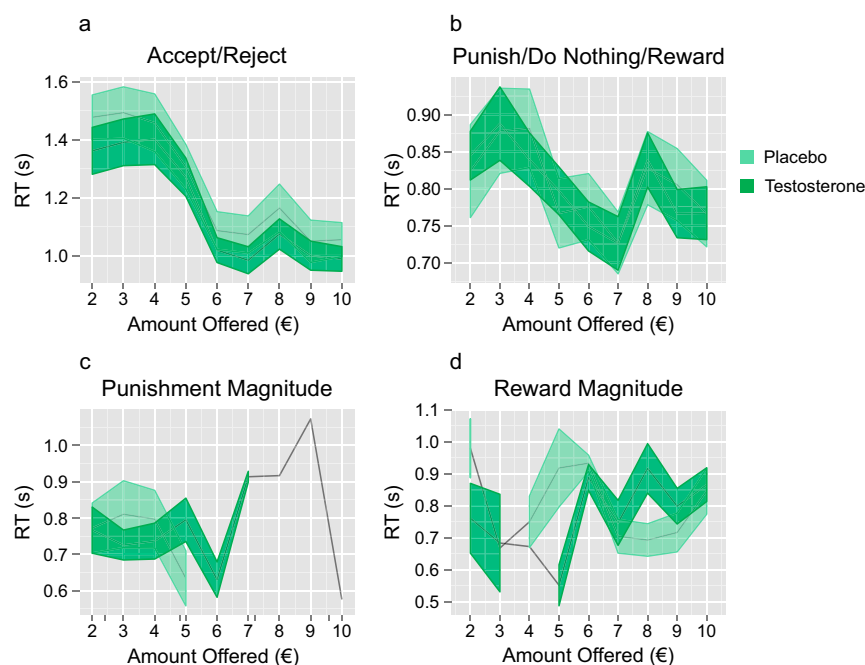 a
Accept/Reject
1.6
1.4
1.2
1.0
RT (s)
2 3 4 5 6 7 8 9 10
Amount Offered (€)
b
Punish/Do Nothing/Reward
0.90
0.85
0.80
0.75
0.70
RT (s)
2 3 4 5 6 7 8 9 10
Amount Offered (€)
Placebo
Testosterone
c
Punishment Magnitude
1.0
0.9
0.8
0.7
0.6
RT (s)
2 3 4 5 6 7 8 9 10
Amount Offered (€)
d
Reward Magnitude
1.1
1.0
0.9
0.8
0.7
0.6
0.5
RT (s)
2 3 4 5 6 7 8 9 10
Amount Offered (€)